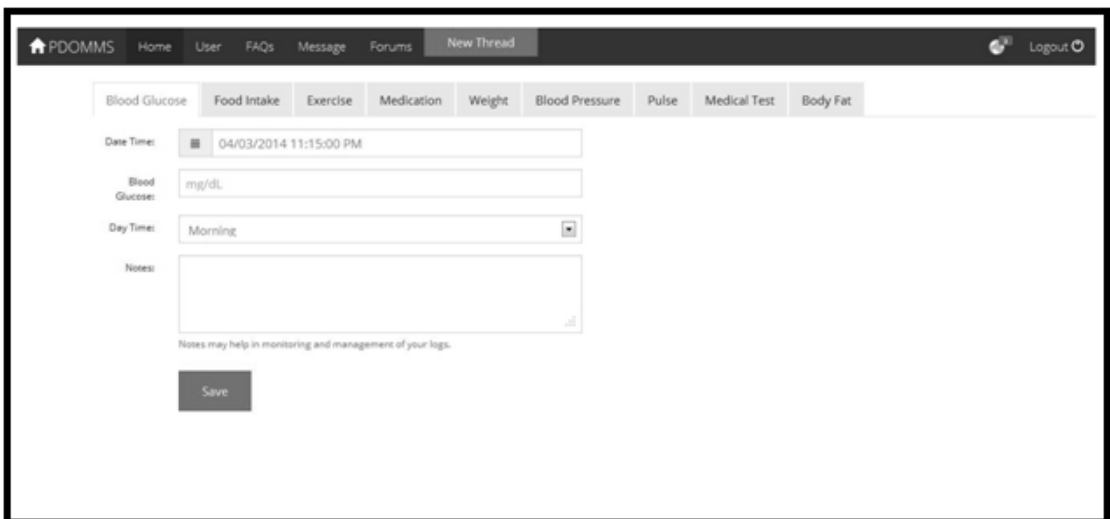 PDOMMS Home User FAQs Message Forums New Thread Logout
Blood Glucose Food Intake Exercise Medication Weight Blood Pressure Pulse Medical Test Body Fat
Date Time: 04/03/2014 11:15:00 PM
Blood
Glucose: mg/dL
Day Time: Morning
Notes:
Notes may help in monitoring and management of your logs.
Save